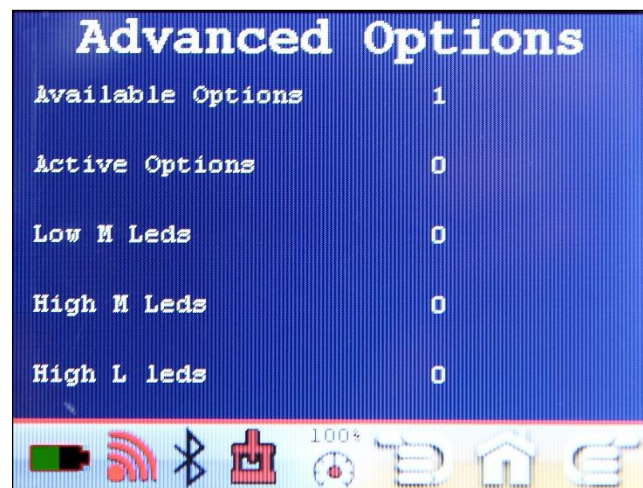 Advanced Options
Available Options 1
Active Options 0
Low M Leds 0
High M Leds 0
High L leds 0
100%